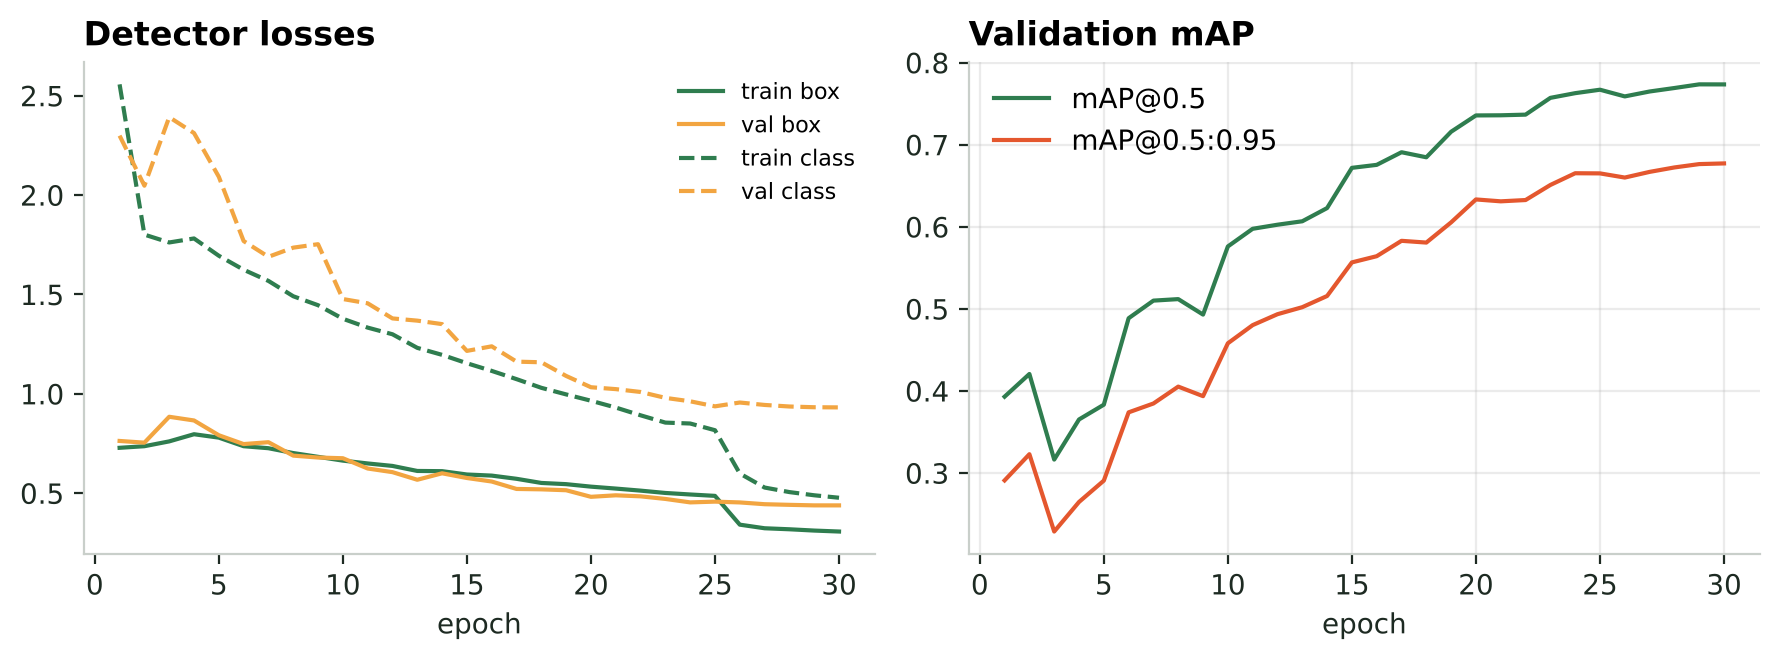 Detector losses
2.5
2.0
1.5
1.0
0.5
train box
val box
train class
val class
0 5 10 15 20 25 30
epoch
Validation mAP
0.8
0.7
0.6
0.5
0.4
0.3
mAP@0.5
mAP@0.5:0.95
0 5 10 15 20 25 30
epoch